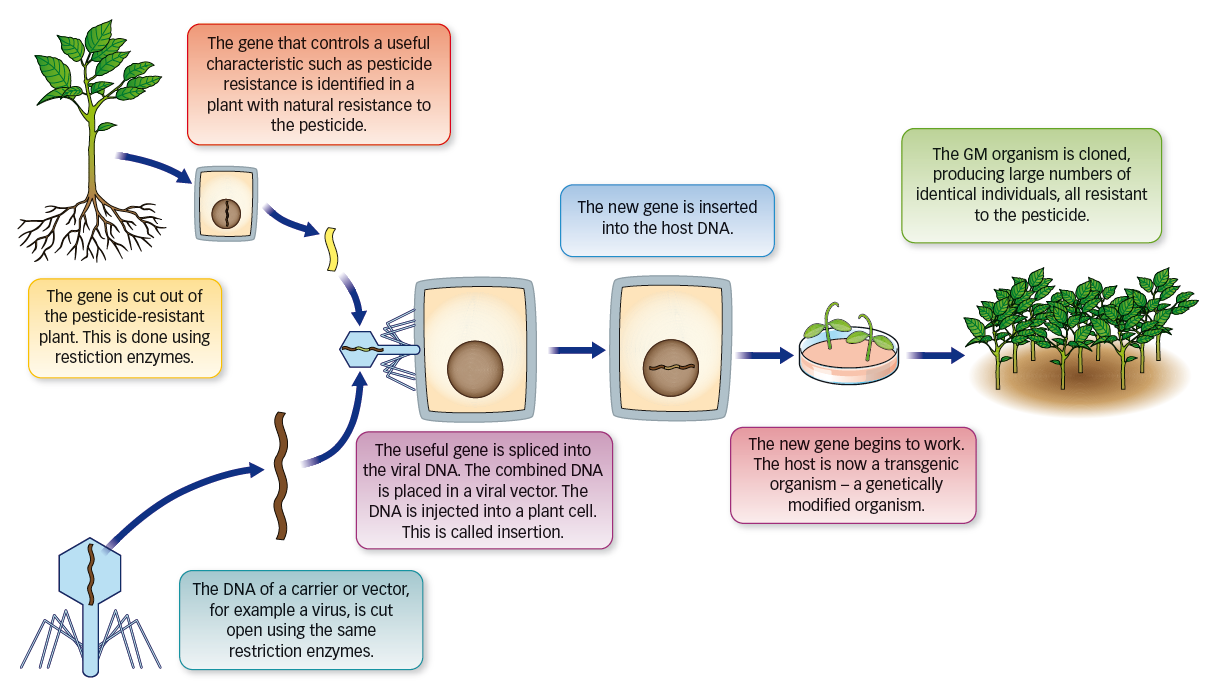 The gene that controls a useful
characteristic such as pesticide
resistance is identified in a
plant with natural resistance to
the pesticide.
The gene is cut out of
the pesticide-resistant
plant. This is done using
restiction enzymes.
The DNA of a carrier or vector,
for example a virus, is cut
open using the same
restriction enzymes.
The useful gene is spliced into
the viral DNA. The combined DNA
is placed in a viral vector. The
DNA is injected into a plant cell.
This is called insertion.
The new gene is inserted
into the host DNA.
The new gene begins to work.
The host is now a transgenic
organism – a genetically
modified organism.
The GM organism is cloned,
producing large numbers of
identical individuals, all resistant
to the pesticide.